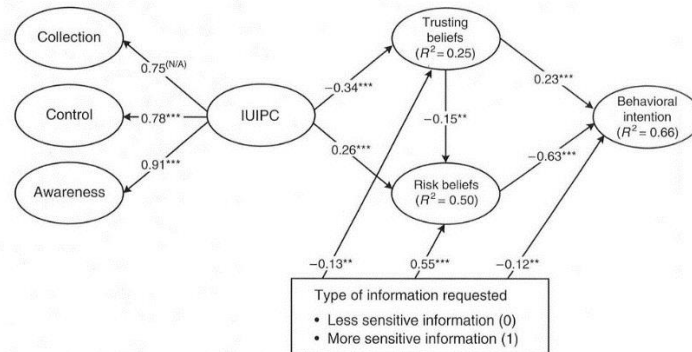 Collection
Control
Awareness
0.75(N/A)
0.78***
0.91***
IUIPC
−0.34***
0.26***
Trusting
beliefs
(R² = 0.25)
−0.15**
Risk beliefs
(R² = 0.50)
0.23***
−0.63***
Behavioral
intention
(R² = 0.66)
−0.13**
0.55***
−0.12**
Type of information requested
• Less sensitive information (0)
• More sensitive information (1)